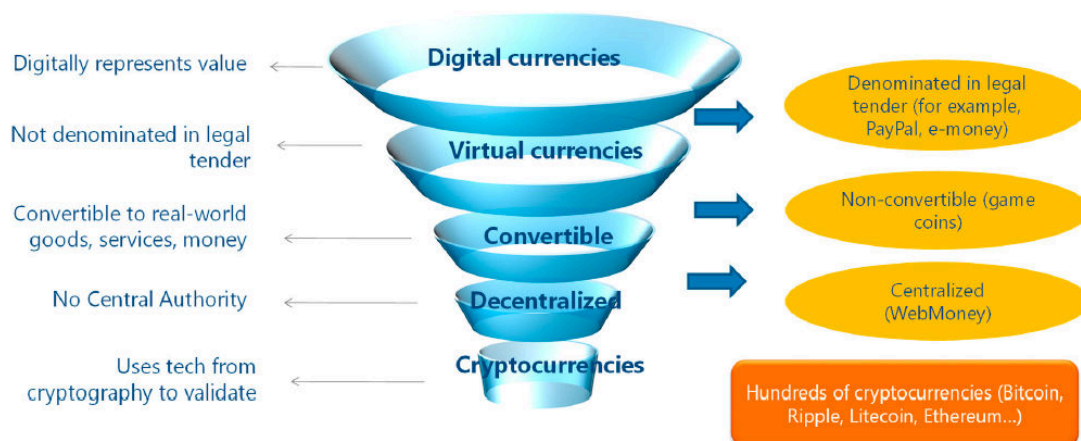 Digital currencies
Digitally represents value
Denominated in legal
tender (for example,
PayPal, e-money)
Not denominated in legal
tender
Virtual currencies
Convertible to real-world
goods, services, money
Convertible
Non-convertible (game
coins)
No Central Authority
Decentralized
Centralized
(WebMoney)
Uses tech from
cryptography to validate
Cryptocurrencies
Hundreds of cryptocurrencies (Bitcoin,
Ripple, Litecoin, Ethereum...)